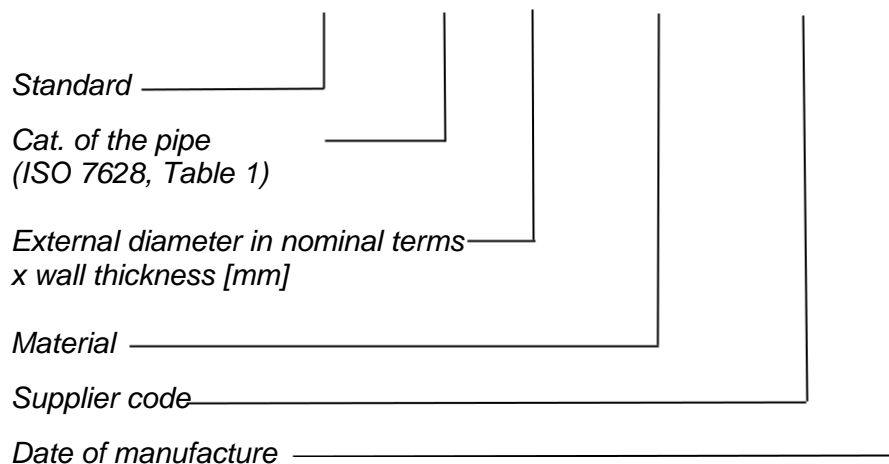 Standard
Cat. of the pipe
(ISO 7628, Table 1)
External diameter in nominal terms
x wall thickness [mm]
Material
Supplier code
Date of manufacture